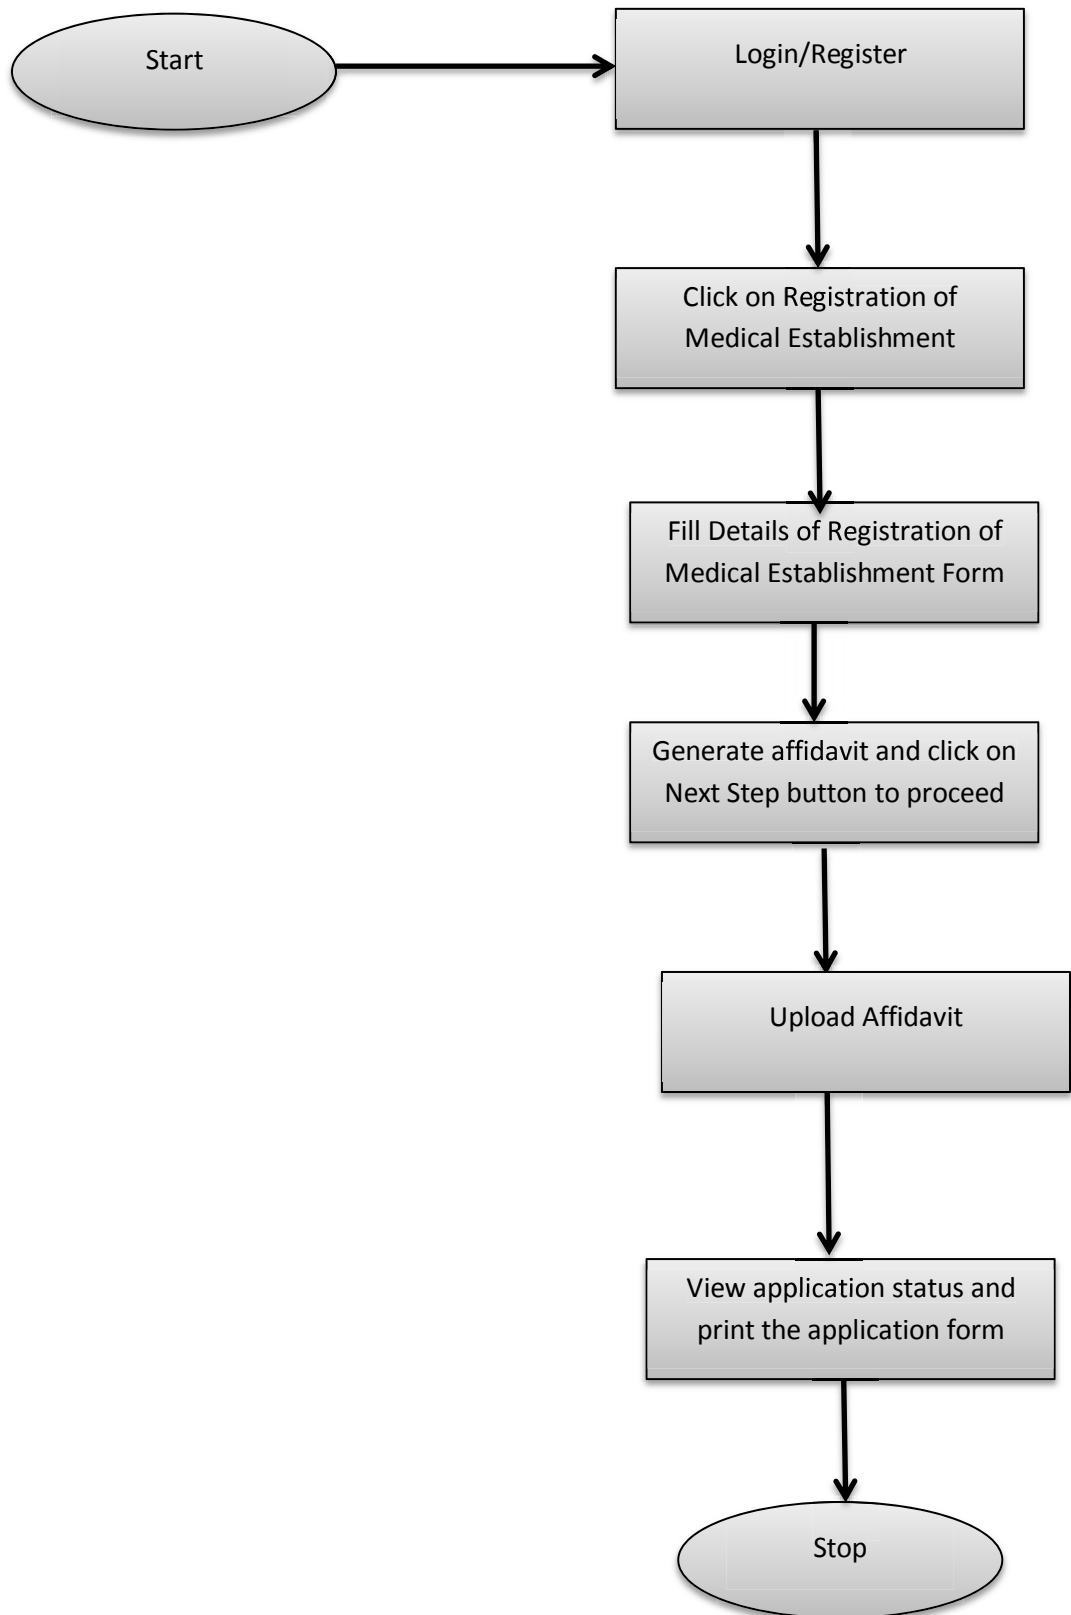 Start
Login/Register
Click on Registration of
Medical Establishment
Fill Details of Registration of
Medical Establishment Form
Generate affidavit and click on
Next Step button to proceed
Upload Affidavit
View application status and
print the application form
Stop